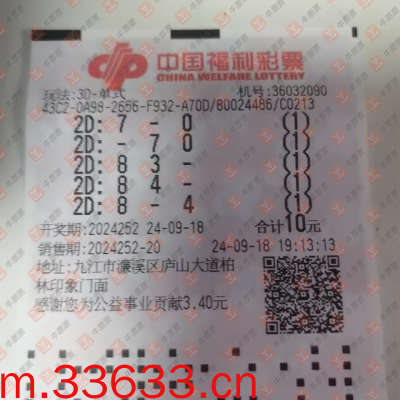 中国福利彩票
CHINA WELFARE LOTTERY
玩法:3D-单式 机号:36032090
43C2-0A98-2656-F932-A70D/80024486/C0213
2D: 7 - 0 (1)
2D: - 7 0 (1)
2D: 8 3 - (1)
2D: 8 4 - (1)
2D: 8 - 4 (1)
开奖期:2024252 24-09-18 合计10元
销售期:2024252-20 24-09-18 19:13:13
地址:九江市濂溪区庐山大道柏
林印象门面
感谢您为公益事业贡献3.40元
m.33633.cn